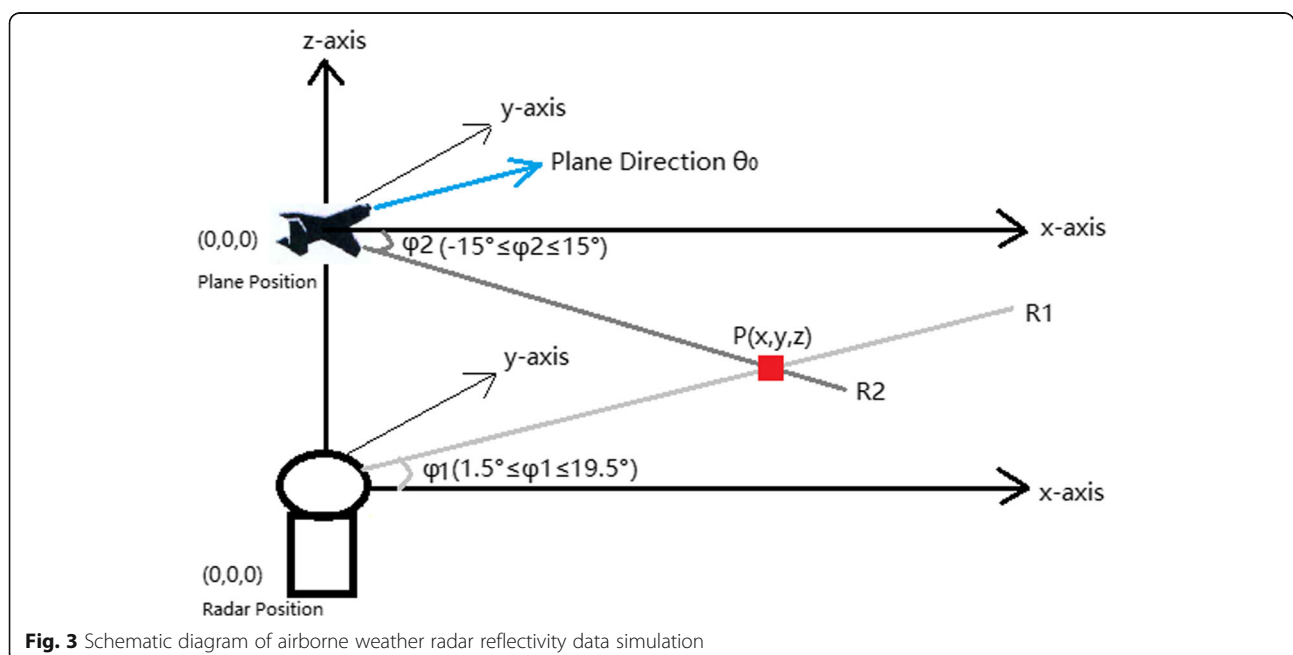 z-axis
y-axis
Plane Direction θ₀
(0,0,0)
Plane Position
φ2 (-15°≤φ2≤15°)
x-axis
R1
P(x,y,z)
y-axis
R2
φ1(1.5°≤φ1≤19.5°)
x-axis
(0,0,0)
Radar Position
Fig. 3 Schematic diagram of airborne weather radar reflectivity data simulation